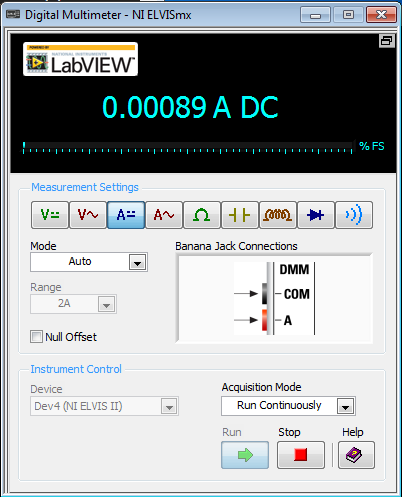 Digital Multimeter - NI ELVISmx
POWERED BY
NATIONAL INSTRUMENTS
LabVIEW™
0.00089 A DC
% FS
Measurement Settings
V V A A Ω
Mode
Banana Jack Connections
Auto
DMM
COM
A
Range
2A
Null Offset
Instrument Control
Device
Acquisition Mode
Dev4 (NI ELVIS II)
Run Continuously
Run Stop Help